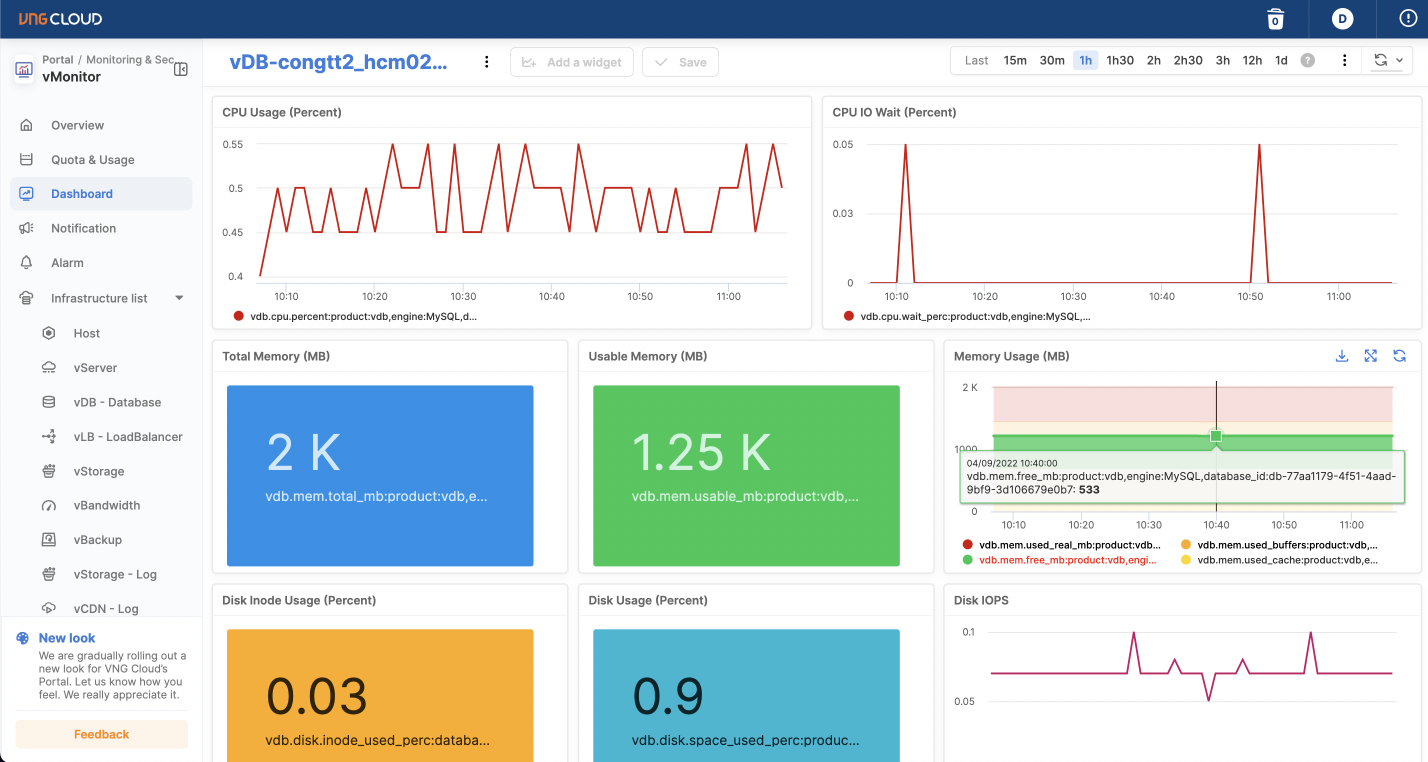 VNG CLOUD
0
D
Portal / Monitoring & Sec
vMonitor
Overview
Quota & Usage
Dashboard
Notification
Alarm
Infrastructure list
Host
vServer
vDB - Database
vLB - LoadBalancer
vStorage
vBandwidth
vBackup
vStorage - Log
vCDN - Log
New look
We are gradually rolling out a
new look for VNG Cloud's
Portal. Let us know how you
feel. We really appreciate it.
Feedback
vDB-congtt2_hcm02...
Add a widget
Save
Last 15m 30m 1h 1h30 2h 2h30 3h 12h 1d ?
CPU Usage (Percent)
0.55
0.5
0.45
0.4
10:10 10:20 10:30 10:40 10:50 11:00
vdb.cpu.percent:product:vdb,engine:MySQL,d...
CPU IO Wait (Percent)
0.05
0.03
0
10:10 10:20 10:30 10:40 10:50 11:00
vdb.cpu.wait_perc:product:vdb,engine:MySQL,...
Total Memory (MB)
2 K
vdb.mem.total_mb:product:vdb,e...
Usable Memory (MB)
1.25 K
vdb.mem.usable_mb:product:vdb,...
Memory Usage (MB)
2 K
1000
04/09/2022 10:40:00
vdb.mem.free_mb:product:vdb,engine:MySQL,database_id:db-77aa1179-4f51-4aad-
9bf9-3d106679e0b7: 533
0
10:10 10:20 10:30 10:40 10:50 11:00
vdb.mem.used_real_mb:product:vdb... vdb.mem.used_buffers:product:vdb,...
vdb.mem.free_mb:product:vdb,engi... vdb.mem.used_cache:product:vdb,e...
Disk Inode Usage (Percent)
0.03
vdb.disk.inode_used_perc:databa...
Disk Usage (Percent)
0.9
vdb.disk.space_used_perc:produc...
Disk IOPS
0.1
0.05